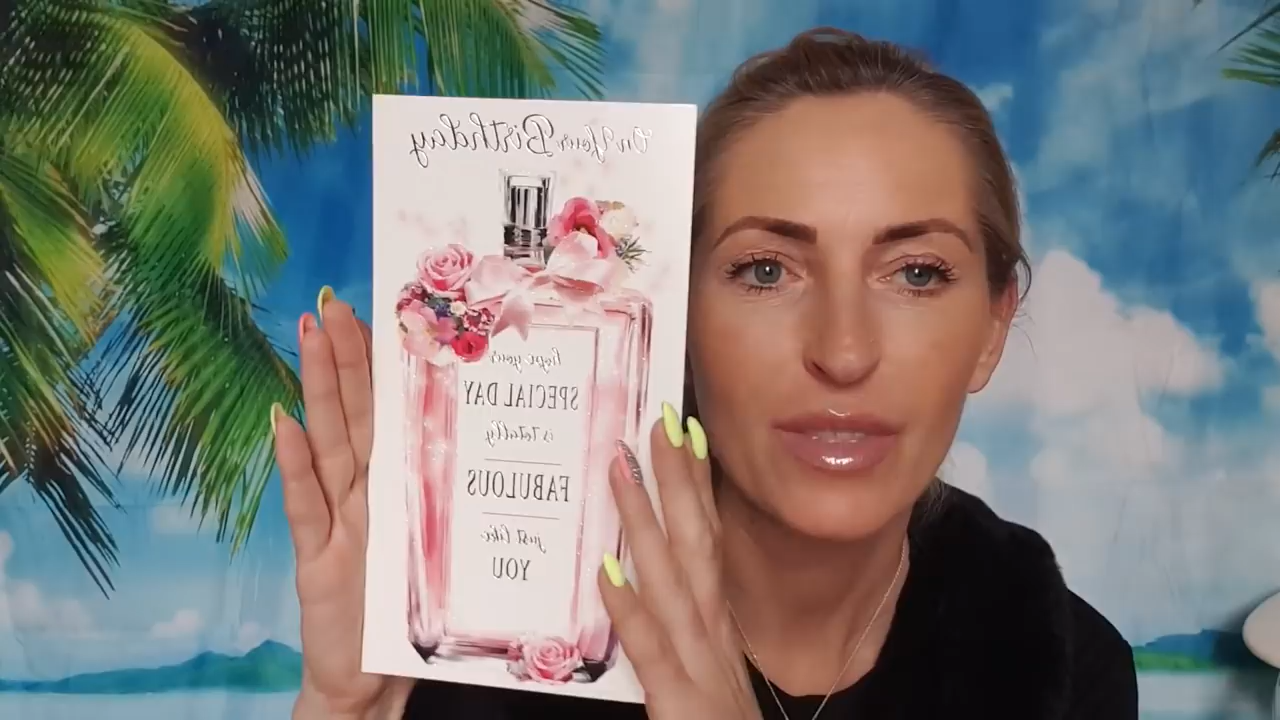 On Your Birthday
hope your
SPECIAL DAY
is totally
FABULOUS
just like
YOU